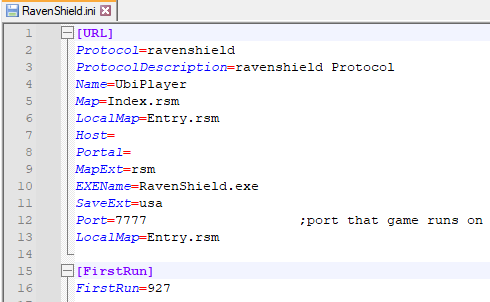 RavenShield.ini
1 [URL]
2 Protocol=ravenshield
3 ProtocolDescription=ravenshield Protocol
4 Name=UbiPlayer
5 Map=Index.rsm
6 LocalMap=Entry.rsm
7 Host=
8 Portal=
9 MapExt=rsm
10 EXEName=RavenShield.exe
11 SaveExt=usa
12 Port=7777 ;port that game runs on
13 LocalMap=Entry.rsm
14
15 [FirstRun]
16 FirstRun=927